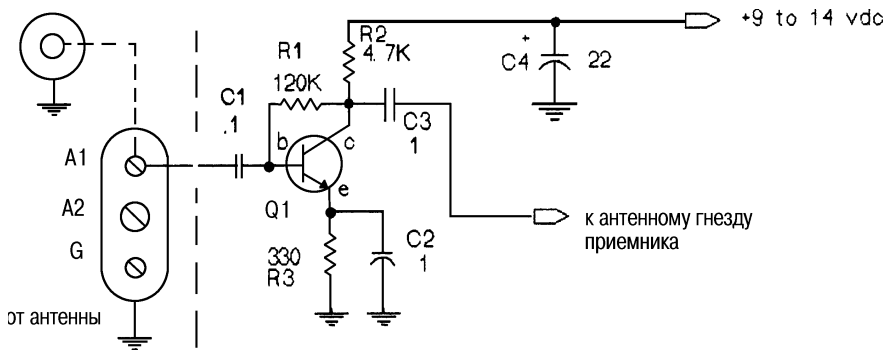 +9 to 14 vdc
R2
4.7K
R1
120K
C1
.1
C4
+
22
C3
1
b
c
e
A1
A2
G
Q1
к антенному гнезду
приемника
330
R3
C2
1
от антенны